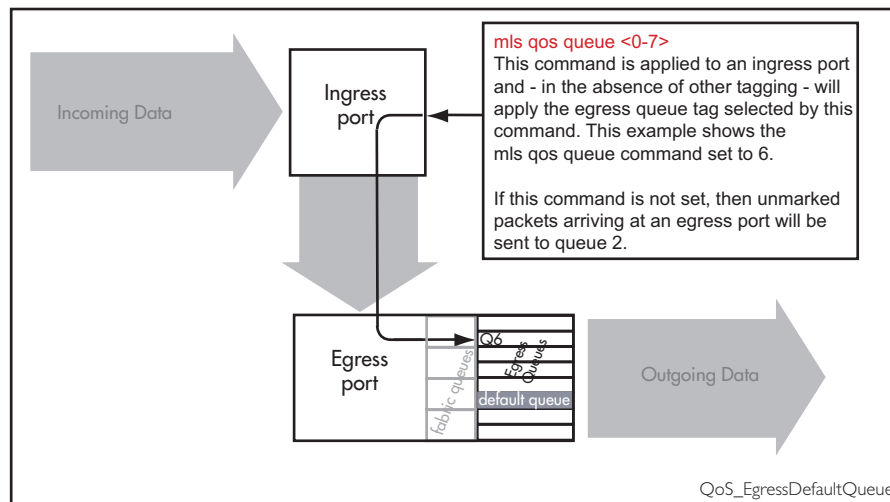 mls qos queue <0-7>
This command is applied to an ingress port
and - in the absence of other tagging - will
apply the egress queue tag selected by this
command. This example shows the
mls qos queue command set to 6.
If this command is not set, then unmarked
packets arriving at an egress port will be
sent to queue 2.
Incoming Data
Ingress
port
Egress
port
fabric queues
Q6
Egress
Queues
default queue
Outgoing Data
QoS_EgressDefaultQueue